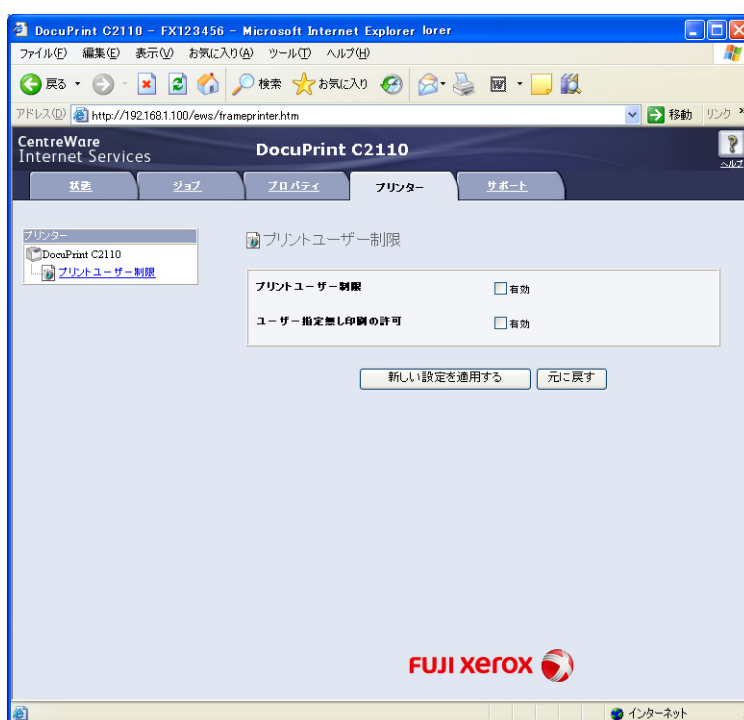 DocuPrint C2110 - FX123456 - Microsoft Internet Explorer lorer
ファイル(F) 編集(E) 表示(V) お気に入り(A) ツール(T) ヘルプ(H)
戻る 検索 お気に入り
アドレス(D) http://192.168.1.100/ews/frameprinter.htm 移動 リンク »
CentreWare
Internet Services
DocuPrint C2110
ヘルプ
状態 ジョブ プロパティ プリンター サポート
プリンター
DocuPrint C2110
プリントユーザー制限
プリントユーザー制限
プリントユーザー制限 有効
ユーザー指定無し印刷の許可 有効
新しい設定を適用する 元に戻す
FUJI xerox
インターネット